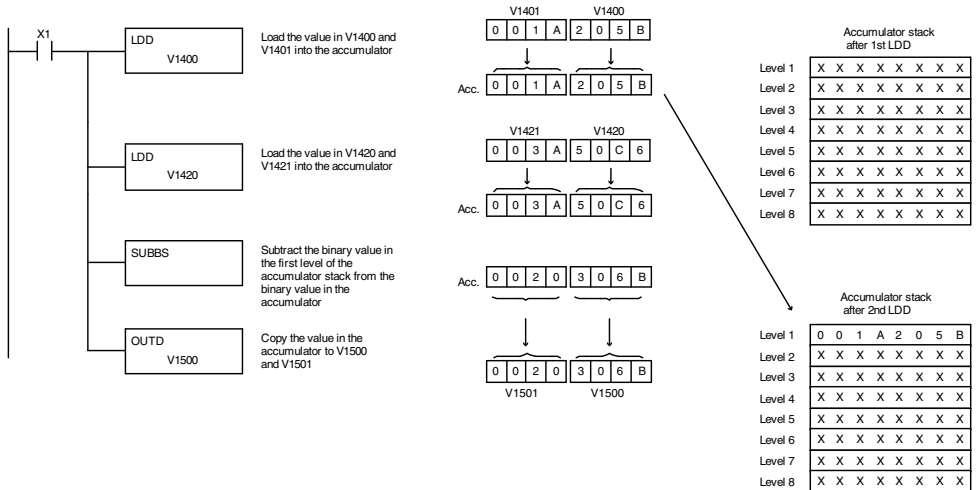 X1
LDD
V1400
Load the value in V1400 and
V1401 into the accumulator
V1401 V1400
0 0 1 A 2 0 5 B
Acc. 0 0 1 A 2 0 5 B
LDD
V1420
Load the value in V1420 and
V1421 into the accumulator
V1421 V1420
0 0 3 A 5 0 C 6
Acc. 0 0 3 A 5 0 C 6
SUBBS
Subtract the binary value in
the first level of the
accumulator stack from the
binary value in the
accumulator
Acc. 0 0 2 0 3 0 6 B
OUTD
V1500
Copy the value in the
accumulator to V1500
and V1501
0 0 2 0 3 0 6 B
V1501 V1500
Accumulator stack
after 1st LDD
Level 1 X X X X X X X X
Level 2 X X X X X X X X
Level 3 X X X X X X X X
Level 4 X X X X X X X X
Level 5 X X X X X X X X
Level 6 X X X X X X X X
Level 7 X X X X X X X X
Level 8 X X X X X X X X
Accumulator stack
after 2nd LDD
Level 1 0 0 1 A 2 0 5 B
Level 2 X X X X X X X X
Level 3 X X X X X X X X
Level 4 X X X X X X X X
Level 5 X X X X X X X X
Level 6 X X X X X X X X
Level 7 X X X X X X X X
Level 8 X X X X X X X X